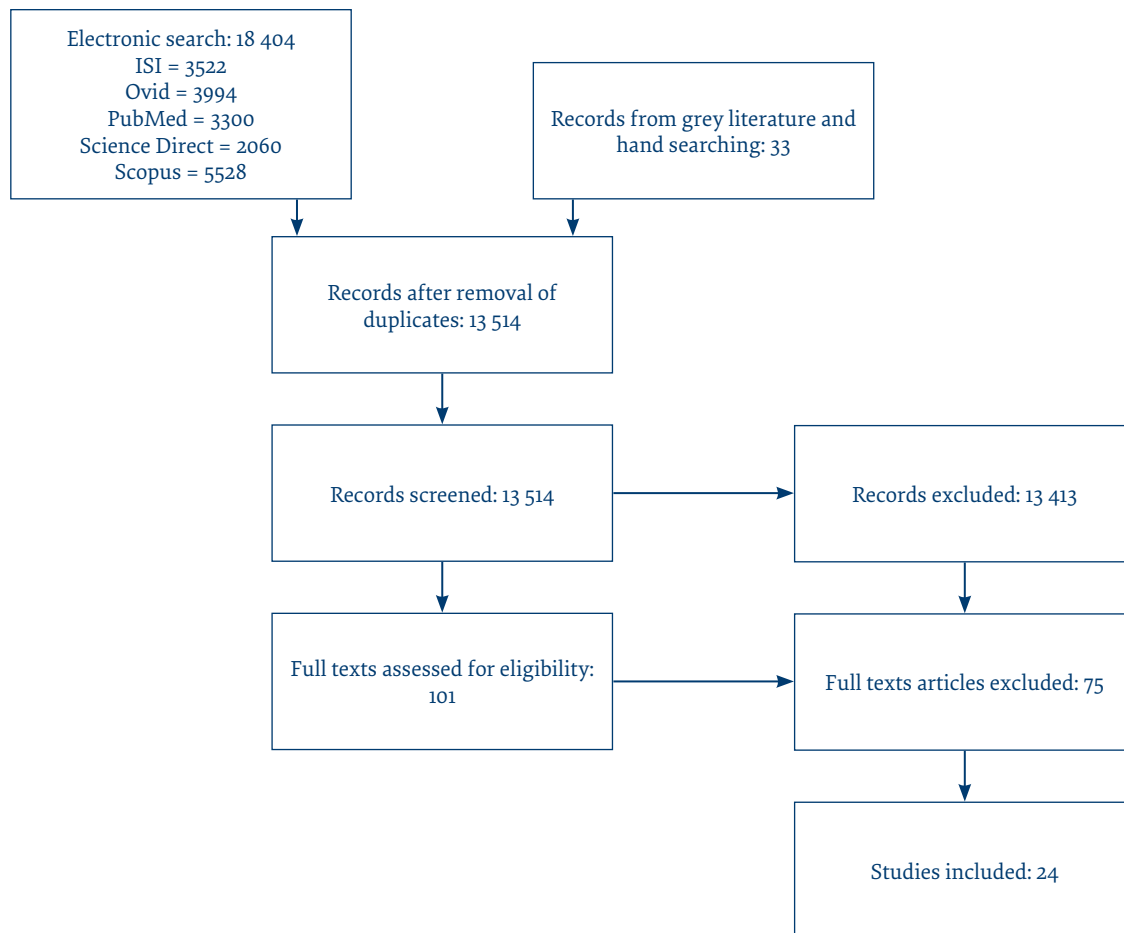 Electronic search: 18 404
ISI = 3522
Ovid = 3994
PubMed = 3300
Science Direct = 2060
Scopus = 5528
Records from grey literature and
hand searching: 33
Records after removal of
duplicates: 13 514
Records screened: 13 514
Records excluded: 13 413
Full texts assessed for eligibility:
101
Full texts articles excluded: 75
Studies included: 24